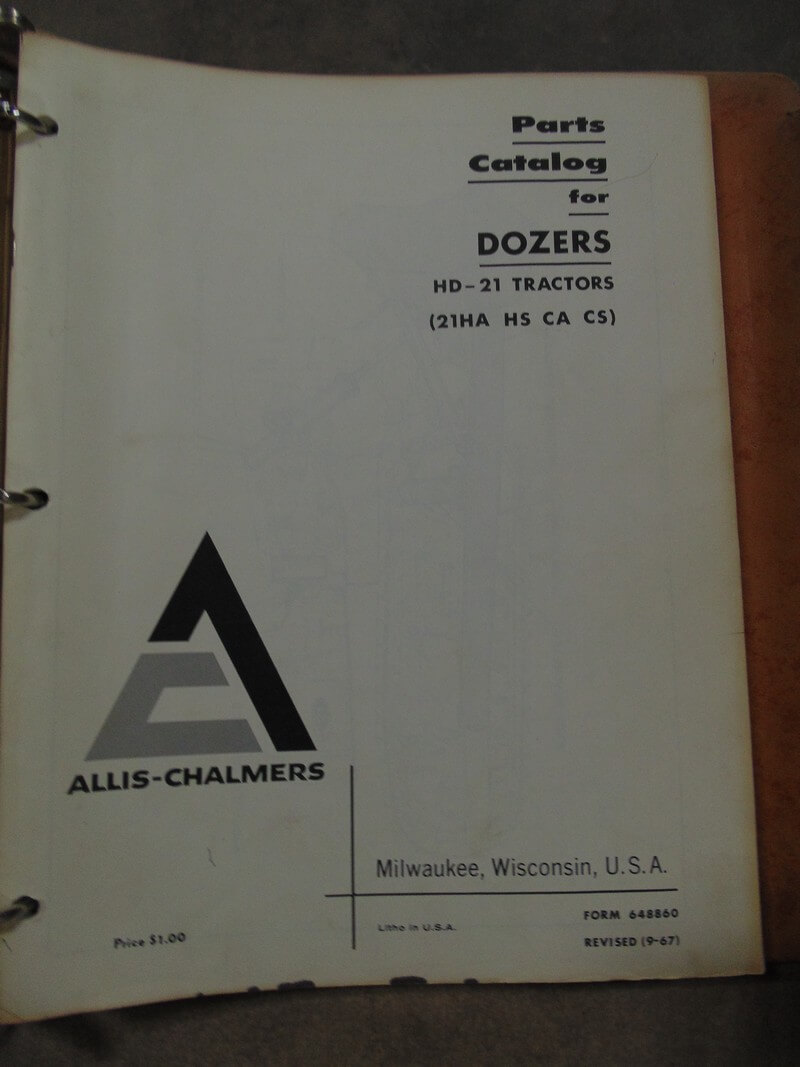 Parts
Catalog
for
DOZERS
HD-21 TRACTORS
(21HA HS CA CS)
ALLIS-CHALMERS
Milwaukee, Wisconsin, U.S.A.
Litho in U.S.A.
FORM 648860
REVISED (9-67)
Price $1.00